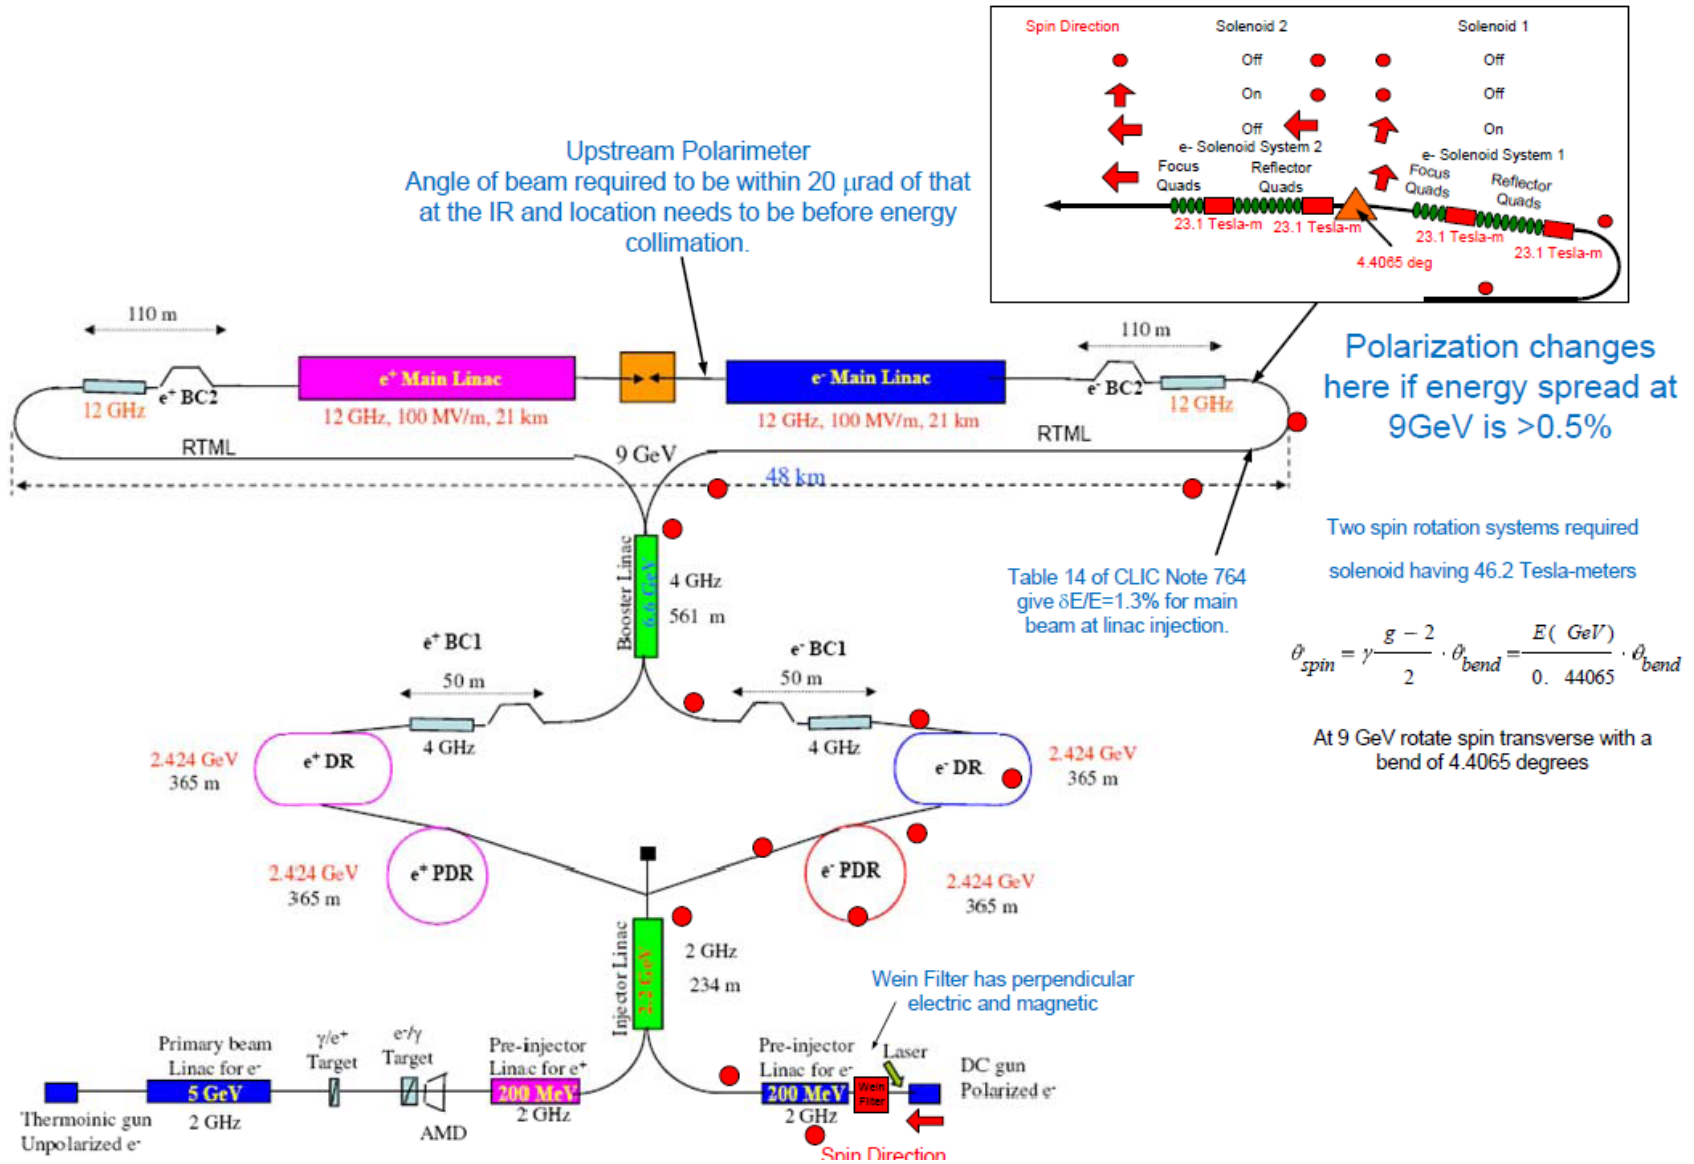 Spin Direction Solenoid 2 Solenoid 1
Off Off
On Off
Off On
e- Solenoid System 2
e- Solenoid System 1
Focus
Quads
Reflector
Quads
Focus
Quads
Reflector
Quads
23.1 Tesla-m
23.1 Tesla-m
23.1 Tesla-m
23.1 Tesla-m
4.4065 deg
Upstream Polarimeter
Angle of beam required to be within 20 μrad of that
at the IR and location needs to be before energy
collimation.
110 m
110 m
Polarization changes
here if energy spread at
9GeV is >0.5%
e⁺ Main Linac
e⁻ Main Linac
12 GHz
e⁺ BC2
12 GHz, 100 MV/m, 21 km
12 GHz, 100 MV/m, 21 km
e⁻ BC2
12 GHz
RTML
9 GeV
RTML
48 km
Two spin rotation systems required
solenoid having 46.2 Tesla-meters
Booster Linac
6.6 GeV
4 GHz
561 m
Table 14 of CLIC Note 764
give δE/E=1.3% for main
beam at linac injection.
θspin = γ g − 2 / 2 · θbend = E( GeV) / 0. 44065 · θbend
At 9 GeV rotate spin transverse with a
bend of 4.4065 degrees
e⁺ BC1
e⁻ BC1
50 m
50 m
4 GHz
4 GHz
2.424 GeV
365 m
e⁺ DR
e⁻ DR
2.424 GeV
365 m
2.424 GeV
365 m
e⁺ PDR
e⁻ PDR
2.424 GeV
365 m
Injector Linac
2.2 GeV
2 GHz
234 m
Wein Filter has perpendicular
electric and magnetic
Primary beam
Linac for e⁻
5 GeV
2 GHz
γ/e⁺
Target
e⁻/γ
Target
AMD
Pre-injector
Linac for e⁺
200 MeV
2 GHz
Pre-injector
Linac for e⁻
200 MeV
2 GHz
Wein
Filter
Laser
DC gun
Polarized e⁻
Thermoinic gun
Unpolarized e⁻
Spin Direction